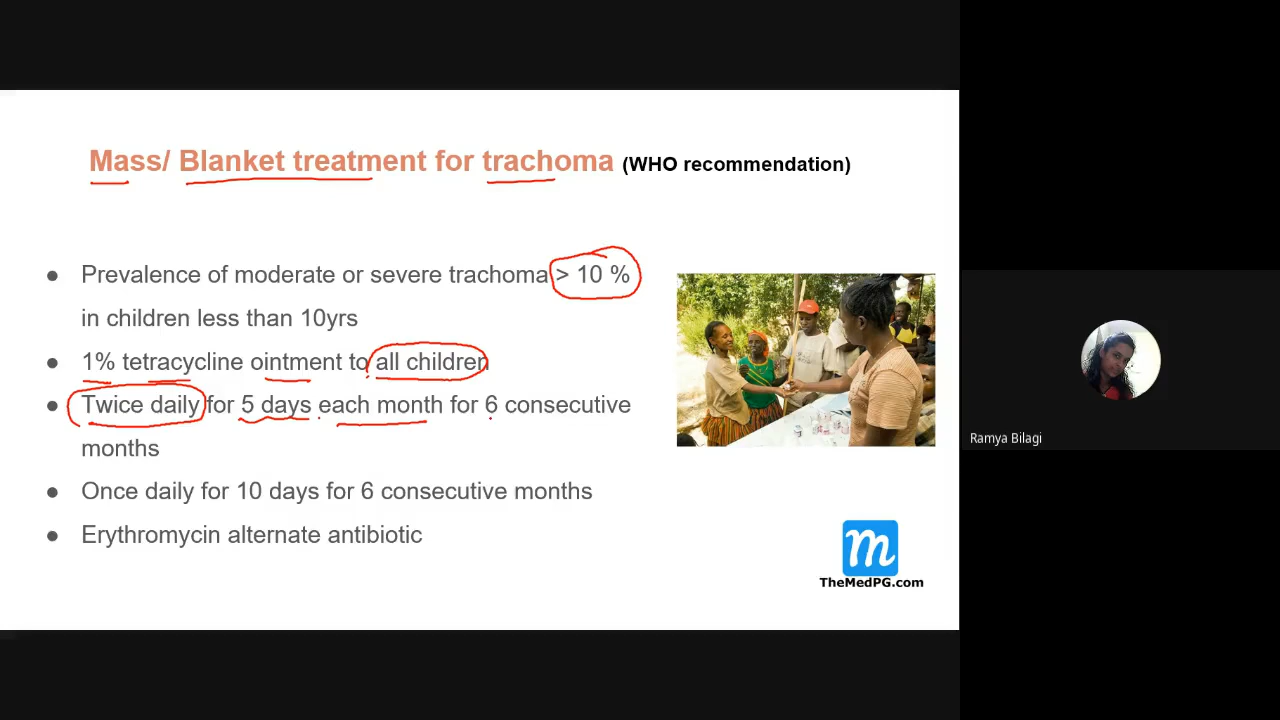 Mass/ Blanket treatment for trachoma (WHO recommendation)
● Prevalence of moderate or severe trachoma > 10 %
in children less than 10yrs
● 1% tetracycline ointment to all children
● Twice daily for 5 days each month for 6 consecutive
months
● Once daily for 10 days for 6 consecutive months
● Erythromycin alternate antibiotic
m
TheMedPG.com
Ramya Bilagi